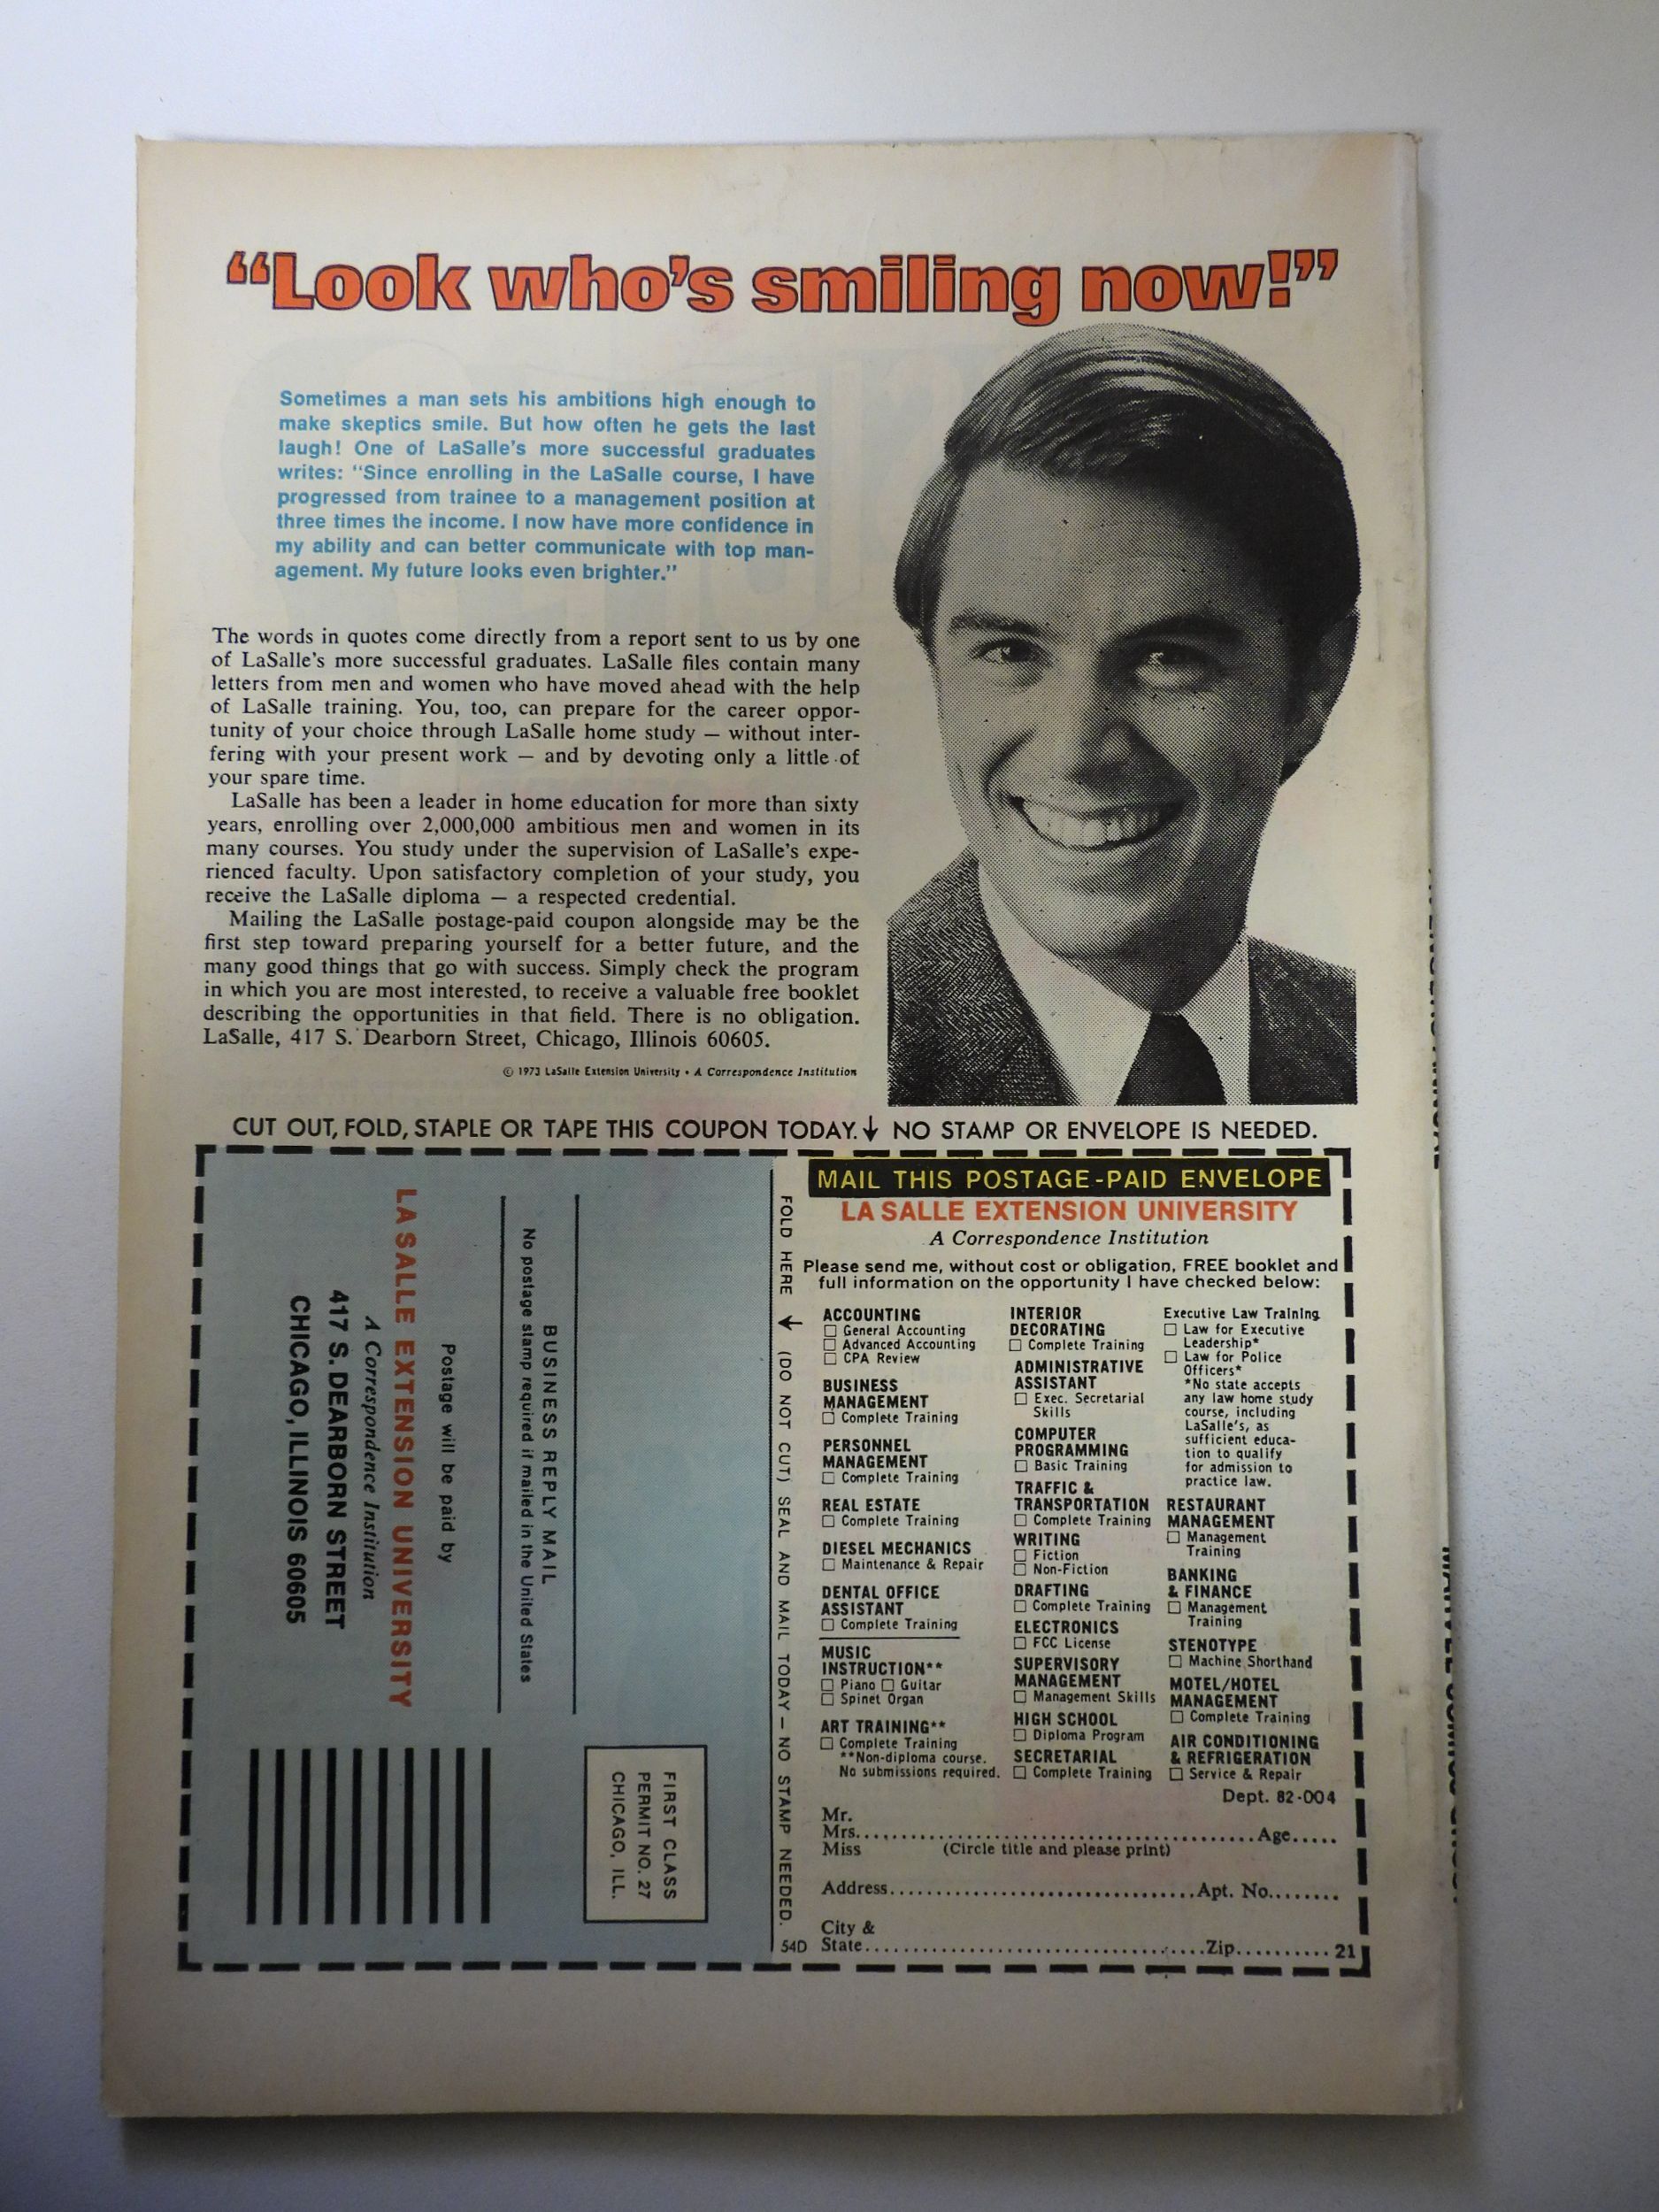 “Look who’s smiling now!”
Sometimes a man sets his ambitions high enough to
make skeptics smile. But how often he gets the last
laugh! One of LaSalle’s more successful graduates
writes: “Since enrolling in the LaSalle course, I have
progressed from trainee to a management position at
three times the income. I now have more confidence in
my ability and can better communicate with top man-
agement. My future looks even brighter.”
The words in quotes come directly from a report sent to us by one
of LaSalle’s more successful graduates. LaSalle files contain many
letters from men and women who have moved ahead with the help
of LaSalle training. You, too, can prepare for the career oppor-
tunity of your choice through LaSalle home study — without inter-
fering with your present work — and by devoting only a little of
your spare time.
LaSalle has been a leader in home education for more than sixty
years, enrolling over 2,000,000 ambitious men and women in its
many courses. You study under the supervision of LaSalle’s expe-
rienced faculty. Upon satisfactory completion of your study, you
receive the LaSalle diploma — a respected credential.
Mailing the LaSalle postage-paid coupon alongside may be the
first step toward preparing yourself for a better future, and the
many good things that go with success. Simply check the program
in which you are most interested, to receive a valuable free booklet
describing the opportunities in that field. There is no obligation.
LaSalle, 417 S. Dearborn Street, Chicago, Illinois 60605.
© 1973 LaSalle Extension University • A Correspondence Institution
CUT OUT, FOLD, STAPLE OR TAPE THIS COUPON TODAY. ↓ NO STAMP OR ENVELOPE IS NEEDED.
FIRST CLASS
PERMIT NO. 27
CHICAGO, ILL.
BUSINESS REPLY MAIL
No postage stamp required if mailed in the United States
Postage will be paid by
LA SALLE EXTENSION UNIVERSITY
A Correspondence Institution
417 S. DEARBORN STREET
CHICAGO, ILLINOIS 60605
FOLD HERE ↓ (DO NOT CUT) SEAL AND MAIL TODAY — NO STAMP NEEDED.
54D
MAIL THIS POSTAGE-PAID ENVELOPE
LA SALLE EXTENSION UNIVERSITY
A Correspondence Institution
Please send me, without cost or obligation, FREE booklet and
full information on the opportunity I have checked below:
ACCOUNTING
☐ General Accounting
☐ Advanced Accounting
☐ CPA Review
BUSINESS
MANAGEMENT
☐ Complete Training
PERSONNEL
MANAGEMENT
☐ Complete Training
REAL ESTATE
☐ Complete Training
DIESEL MECHANICS
☐ Maintenance & Repair
DENTAL OFFICE
ASSISTANT
☐ Complete Training
MUSIC
INSTRUCTION**
☐ Piano ☐ Guitar
☐ Spinet Organ
ART TRAINING**
☐ Complete Training
**Non-diploma course.
No submissions required.
INTERIOR
DECORATING
☐ Complete Training
ADMINISTRATIVE
ASSISTANT
☐ Exec. Secretarial
Skills
COMPUTER
PROGRAMMING
☐ Basic Training
TRAFFIC &
TRANSPORTATION
☐ Complete Training
WRITING
☐ Fiction
☐ Non-Fiction
DRAFTING
☐ Complete Training
ELECTRONICS
☐ FCC License
SUPERVISORY
MANAGEMENT
☐ Management Skills
HIGH SCHOOL
☐ Diploma Program
SECRETARIAL
☐ Complete Training
Executive Law Training
☐ Law for Executive
Leadership*
☐ Law for Police
Officers*
*No state accepts
any law home study
course, including
LaSalle’s, as
sufficient educa-
tion to qualify
for admission to
practice law.
RESTAURANT
MANAGEMENT
☐ Management
Training
BANKING
& FINANCE
☐ Management
Training
STENOTYPE
☐ Machine Shorthand
MOTEL/HOTEL
MANAGEMENT
☐ Complete Training
AIR CONDITIONING
& REFRIGERATION
☐ Service & Repair
Dept. 82-004
Mr.
Mrs. Age
Miss (Circle title and please print)
Address Apt. No.
City &
State Zip 21